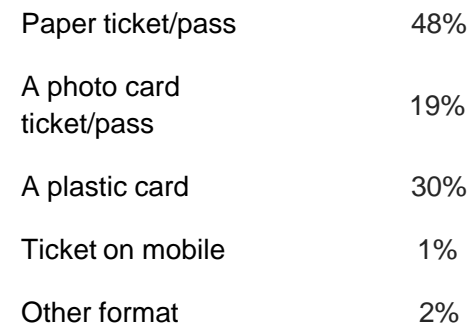 Paper ticket/pass 48%
A photo card
ticket/pass 19%
A plastic card 30%
Ticket on mobile 1%
Other format 2%